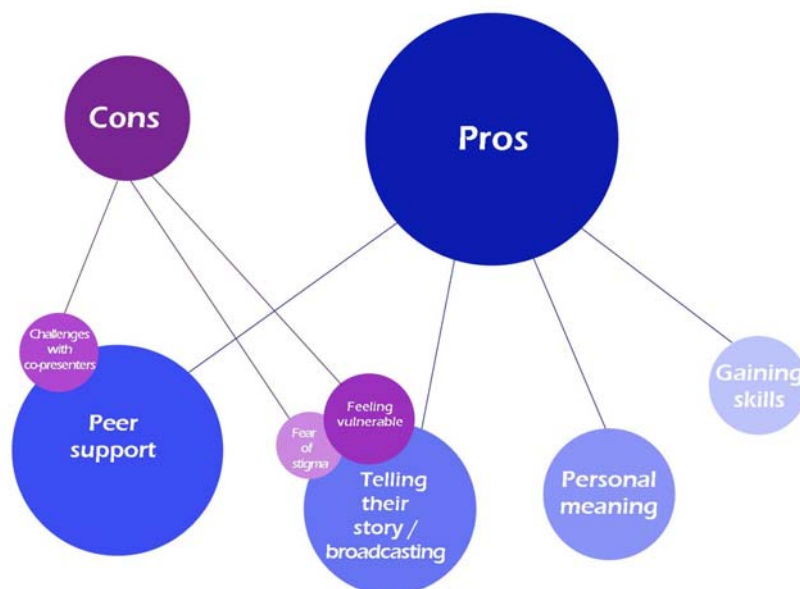 Cons
Pros
Challenges
with
co-presenters
Peer
support
Fear
of
stigma
Feeling
vulnerable
Telling
their
story /
broadcasting
Personal
meaning
Gaining
skills